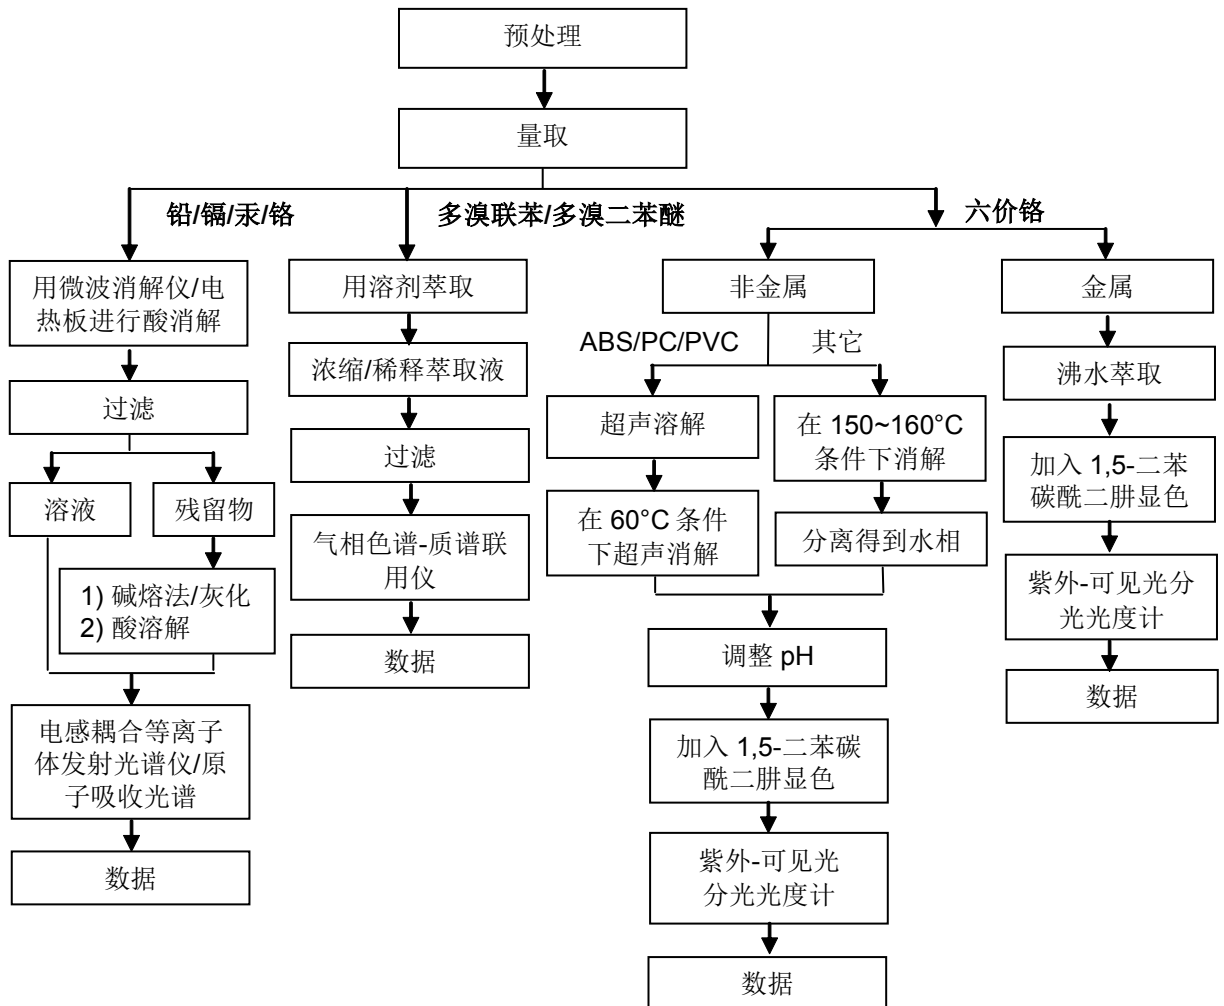 预处理
量取
铅/镉/汞/铬
多溴联苯/多溴二苯醚
六价铬
用微波消解仪/电
热板进行酸消解
过滤
溶液
残留物
1) 碱熔法/灰化
2) 酸溶解
电感耦合等离子
体发射光谱仪/原
子吸收光谱
数据
用溶剂萃取
浓缩/稀释萃取液
过滤
气相色谱-质谱联
用仪
数据
非金属
ABS/PC/PVC
其它
超声溶解
在 60°C 条件
下超声消解
在 150~160°C
条件下消解
分离得到水相
调整 pH
加入 1,5-二苯碳
酰二肼显色
紫外-可见光
分光光度计
数据
金属
沸水萃取
加入 1,5-二苯
碳酰二肼显色
紫外-可见光分
光光度计
数据